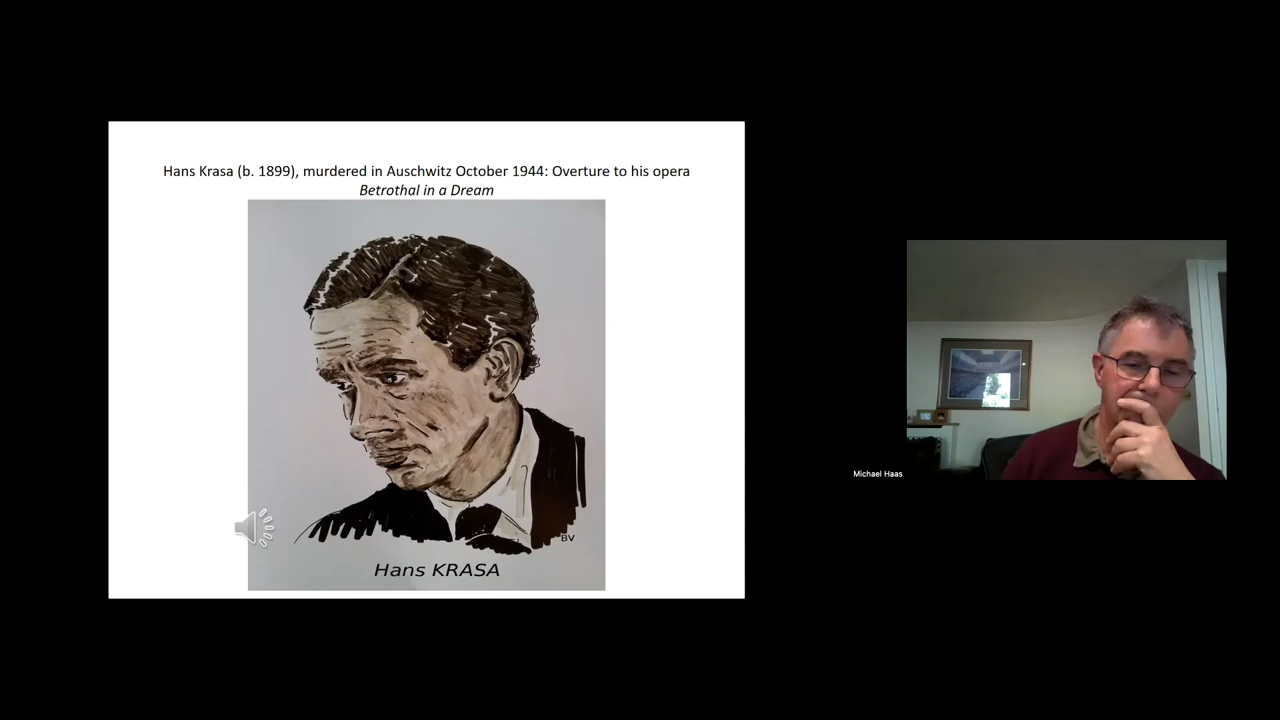 Hans Krasa (b. 1899), murdered in Auschwitz October 1944: Overture to his opera
Betrothal in a Dream
BV
Hans KRASA
Michael Haas